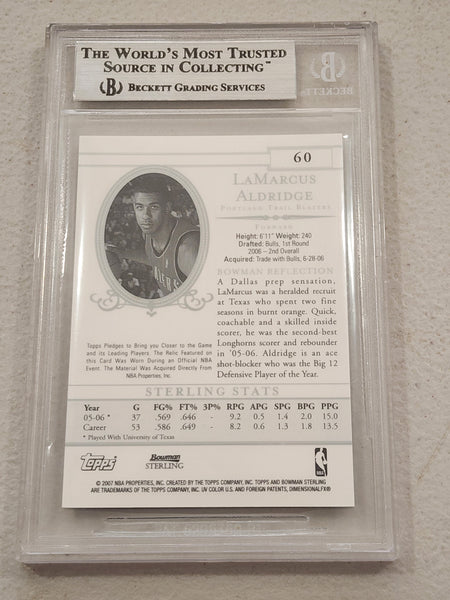 THE WORLD'S MOST TRUSTED
SOURCE IN COLLECTING™
B BECKETT GRADING SERVICES
B
BECKETT
60
LAMARCUS
ALDRIDGE
PORTLAND TRAIL BLAZERS
FORWARD
Height: 6'11" Weight: 240
Drafted: Bulls, 1st Round
2006 – 2nd Overall
Acquired: Trade with Bulls, 6-28-06
BOWMAN REFLECTION
A Dallas prep sensation,
LaMarcus was a heralded recruit
at Texas who spent two fine
seasons in burnt orange. Quick,
coachable and a skilled inside
scorer, he was the second-best
Longhorns scorer and rebounder
in '05-06. Aldridge is an ace
shot-blocker who was the Big 12
Defensive Player of the Year.
Topps Pledges to Bring you Closer to the Game
and its Leading Players. The Relic Featured on
this Card Was Worn During an Official NBA
Event. The Material Was Acquired Directly From
NBA Properties, Inc.
STERLING STATS
Year G FG% FT% 3P% RPG APG SPG BPG PPG
05-06 * 37 .569 .646 - 9.2 0.5 1.4 2.0 15.0
Career 53 .586 .649 - 8.2 0.6 1.3 1.8 13.5
* Played With University of Texas
Topps Bowman STERLING NBA
© 2007 NBA PROPERTIES, INC. CREATED BY THE TOPPS COMPANY, INC. TOPPS AND BOWMAN STERLING
ARE TRADEMARKS OF THE TOPPS COMPANY, INC. UV COLOR U.S. AND FOREIGN PATENTS, DIMENSIONALFX®